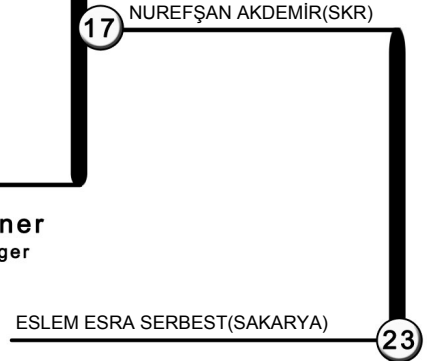 NUREFŞAN AKDEMİR(SKR)
17
ner
ger
ESLEM ESRA SERBEST(SAKARYA)
23